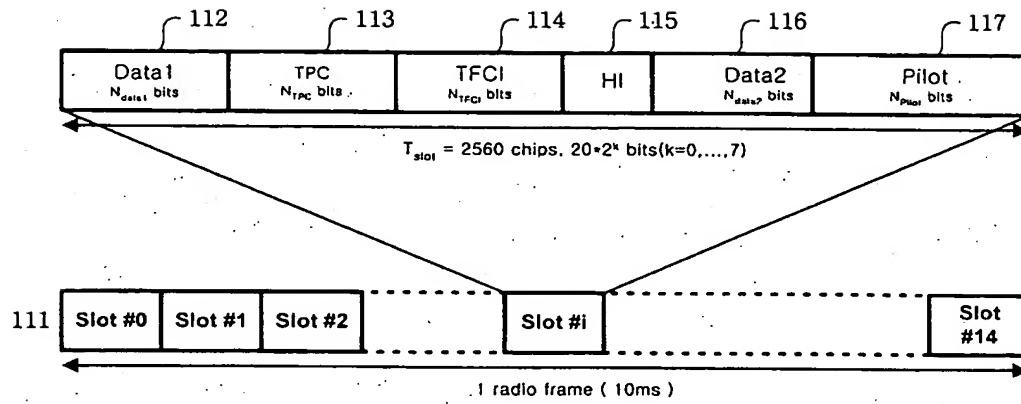 112 113 114 115 116 117
Data1 TPC TFCI HI Data2 Pilot
N_data1 bits N_TPC bits N_TFCI bits N_data2 bits N_Pilot bits
T_slot = 2560 chips, 20*2^k bits(k=0,...,7)
111 Slot #0 Slot #1 Slot #2 Slot #i Slot #14
1 radio frame ( 10ms )